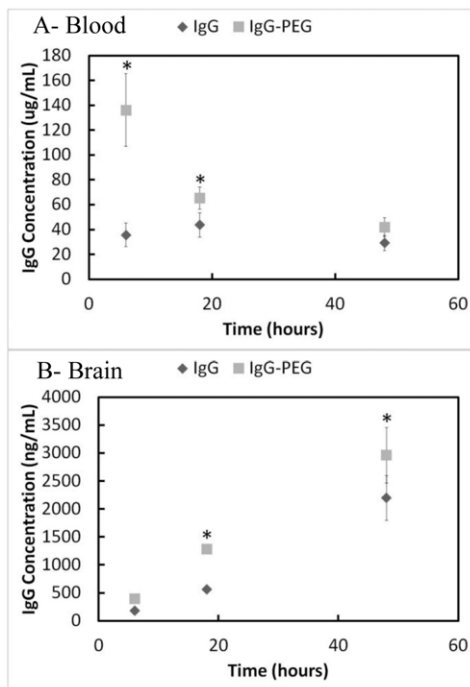 A- Blood
◆ IgG ■ IgG-PEG
IgG Concentration (ug/mL)
180
160
140
120
100
80
60
40
20
0
*
*
0 20 40 60
Time (hours)
B- Brain
◆ IgG ■ IgG-PEG
IgG Concentration (ng/mL)
4000
3500
3000
2500
2000
1500
1000
500
0
*
*
0 20 40 60
Time (hours)